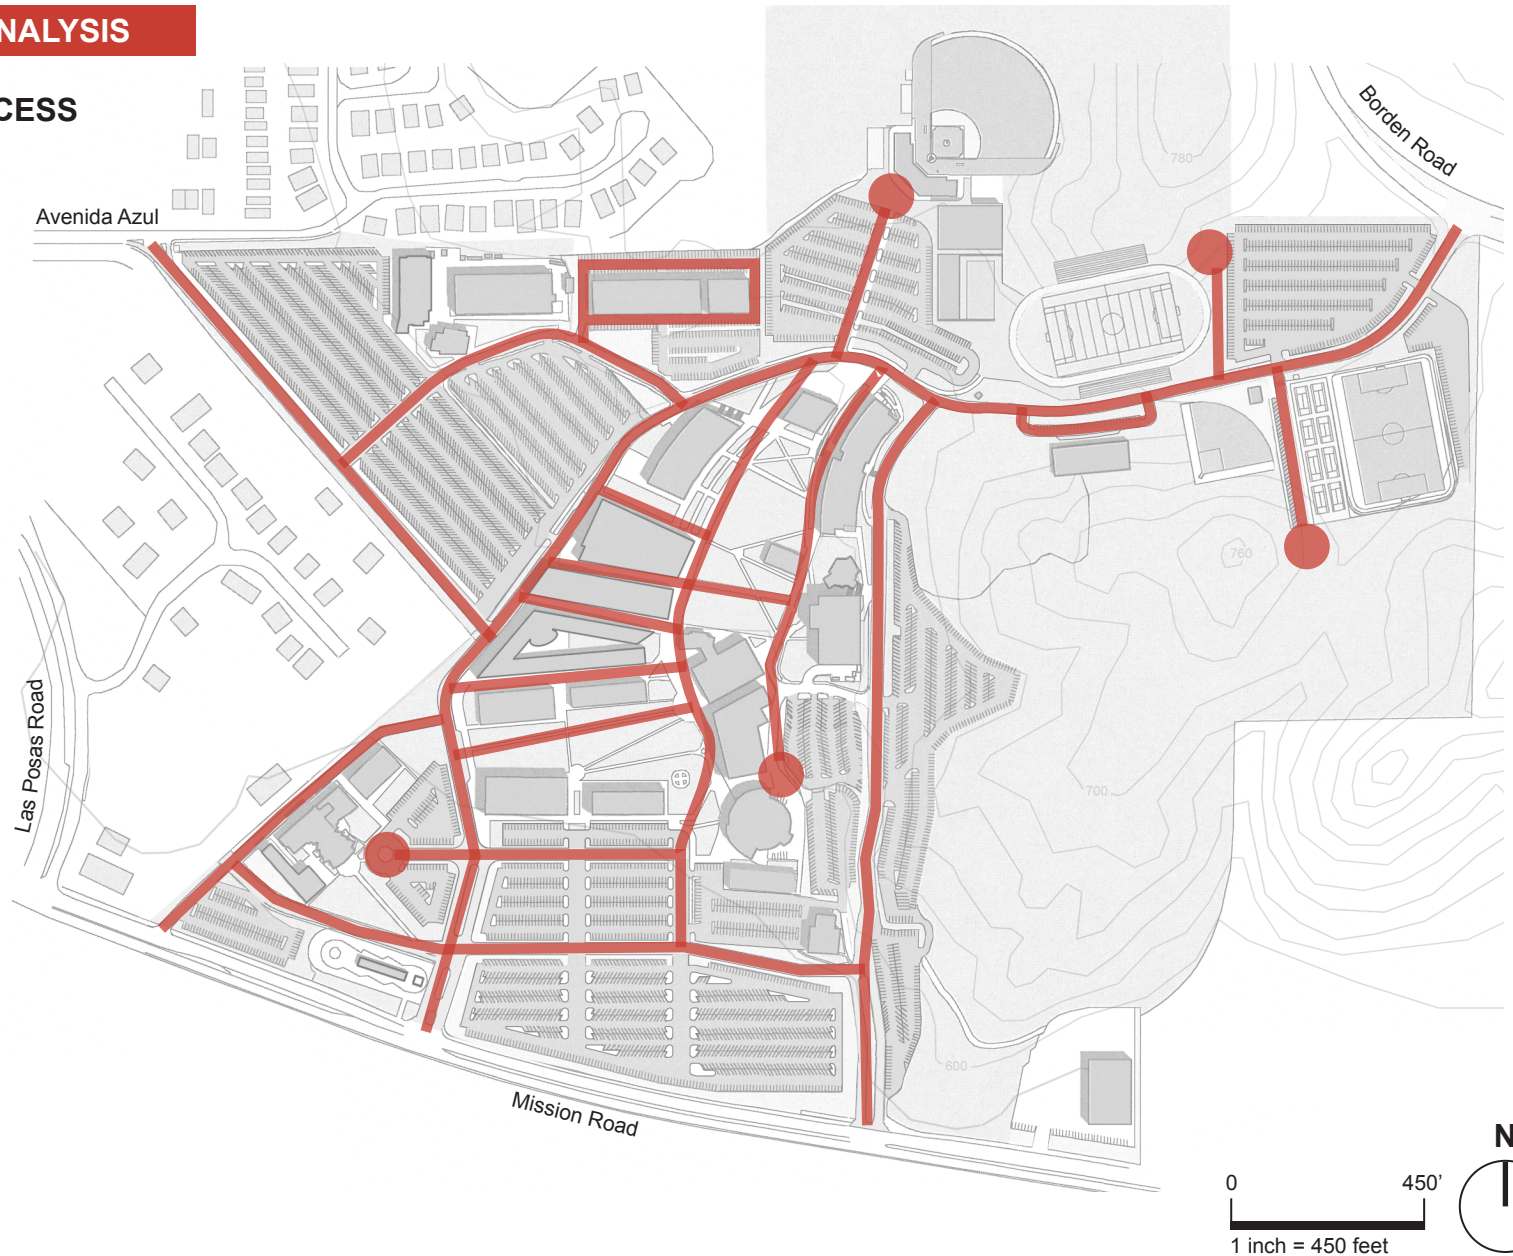 NALYSIS
CESS
Avenida Azul
Borden Road
780
760
700
600
Las Posas Road
Mission Road
N
0 450’
1 inch = 450 feet